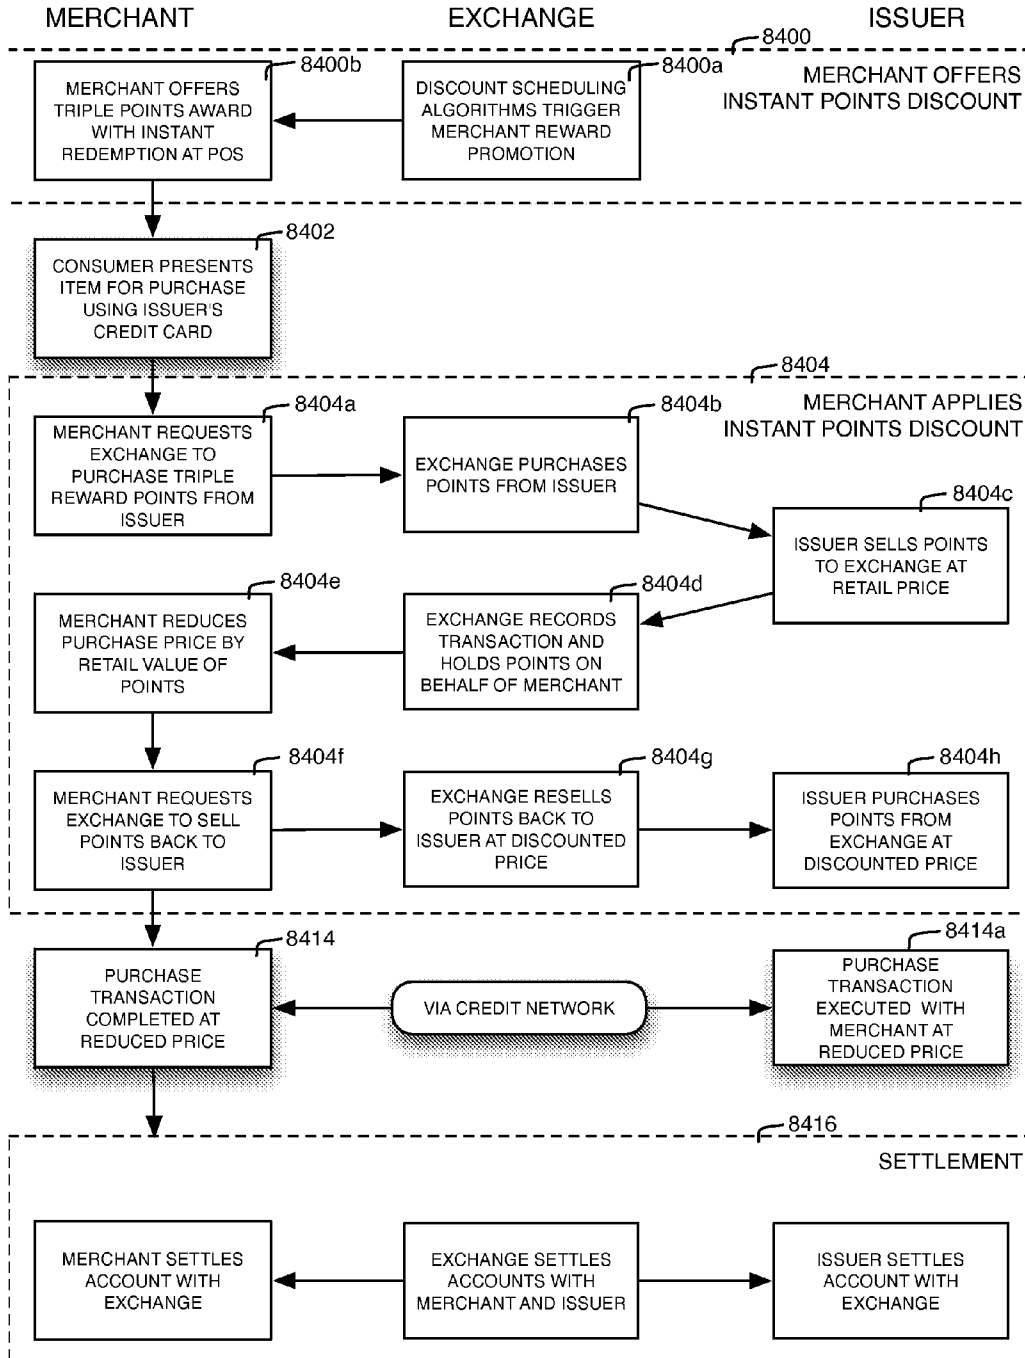 MERCHANT
EXCHANGE
ISSUER
8400
8400b
8400a
MERCHANT OFFERS
INSTANT POINTS DISCOUNT
MERCHANT OFFERS
TRIPLE POINTS AWARD
WITH INSTANT
REDEMPTION AT POS
DISCOUNT SCHEDULING
ALGORITHMS TRIGGER
MERCHANT REWARD
PROMOTION
8402
CONSUMER PRESENTS
ITEM FOR PURCHASE
USING ISSUER'S
CREDIT CARD
8404
MERCHANT APPLIES
INSTANT POINTS DISCOUNT
8404a
MERCHANT REQUESTS
EXCHANGE TO
PURCHASE TRIPLE
REWARD POINTS FROM
ISSUER
8404b
EXCHANGE PURCHASES
POINTS FROM ISSUER
8404c
ISSUER SELLS POINTS
TO EXCHANGE AT
RETAIL PRICE
8404e
MERCHANT REDUCES
PURCHASE PRICE BY
RETAIL VALUE OF
POINTS
8404d
EXCHANGE RECORDS
TRANSACTION AND
HOLDS POINTS ON
BEHALF OF MERCHANT
8404f
MERCHANT REQUESTS
EXCHANGE TO SELL
POINTS BACK TO
ISSUER
8404g
EXCHANGE RESELLS
POINTS BACK TO
ISSUER AT DISCOUNTED
PRICE
8404h
ISSUER PURCHASES
POINTS FROM
EXCHANGE AT
DISCOUNTED PRICE
8414
PURCHASE
TRANSACTION
COMPLETED AT
REDUCED PRICE
VIA CREDIT NETWORK
8414a
PURCHASE
TRANSACTION
EXECUTED WITH
MERCHANT AT
REDUCED PRICE
8416
SETTLEMENT
MERCHANT SETTLES
ACCOUNT WITH
EXCHANGE
EXCHANGE SETTLES
ACCOUNTS WITH
MERCHANT AND ISSUER
ISSUER SETTLES
ACCOUNT WITH
EXCHANGE